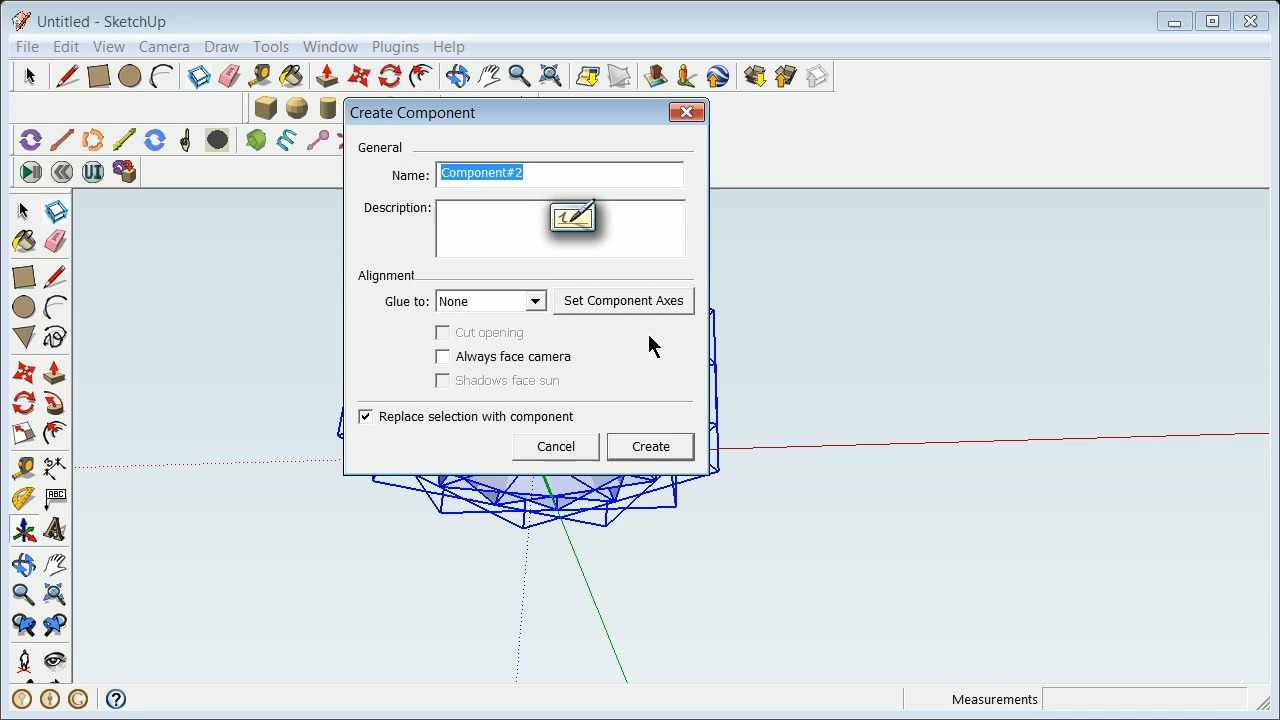 Untitled - SketchUp
File Edit View Camera Draw Tools Window Plugins Help
Create Component
General
Name: Component#2
Description:
Alignment
Glue to: None Set Component Axes
Cut opening
Always face camera
Shadows face sun
Replace selection with component
Cancel Create
UI
ABC
Measurements